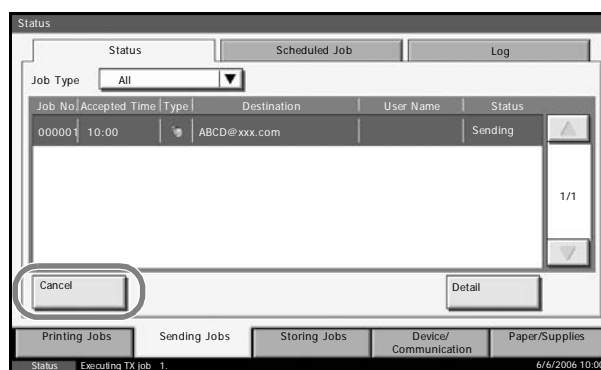 Status
Status Scheduled Job Log
Job Type All
Job No. Accepted Time Type Destination User Name Status
000001 10:00 ABCD@xxx.com Sending
1/1
Cancel Detail
Printing Jobs Sending Jobs Storing Jobs Device/ Communication Paper/Supplies
Status Executing TX job 1. 6/6/2006 10:00